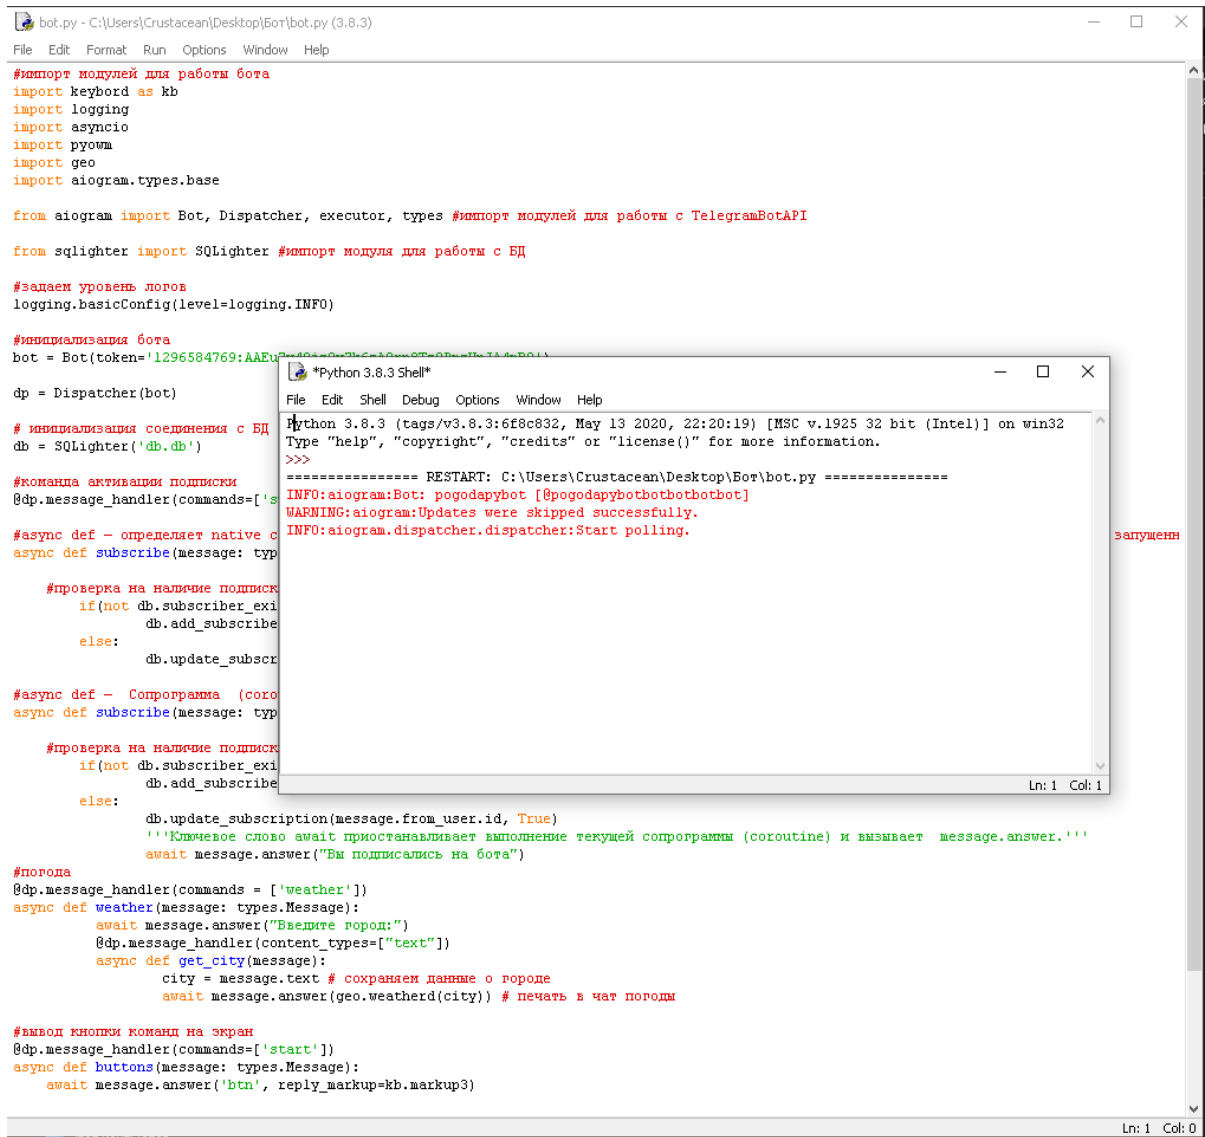 bot.py - C:\Users\Crustacean\Desktop\Бот\bot.py (3.8.3)
File Edit Format Run Options Window Help
#импорт модулей для работы бота
import keybord as kb
import logging
import asyncio
import pyowm
import geo
import aiogram.types.base
from aiogram import Bot, Dispatcher, executor, types #импорт модулей для работы с TelegramBotAPI
from sqlighter import SQLighter #импорт модуля для работы с БД
#задаем уровень логов
logging.basicConfig(level=logging.INFO)
#инициализация бота
bot = Bot(token='1296584769:AAEu
dp = Dispatcher(bot)
# инициализация соединения с БД
db = SQLighter('db.db')
#команда активации подписки
@dp.message_handler(commands=['s
#async def — определяет native c
запущенн
async def subscribe(message: typ
#проверка на наличие подписк
if(not db.subscriber_exi
db.add_subscribe
else:
db.update_subscr
#async def — Сопрограмма (coro
async def subscribe(message: typ
#проверка на наличие подписк
if(not db.subscriber_exi
db.add_subscribe
else:
db.update_subscription(message.from_user.id, True)
'''Ключевое слово await приостанавливает выполнение текущей сопрограммы (coroutine) и вызывает message.answer.'''
await message.answer("Вы подписались на бота")
#погода
@dp.message_handler(commands = ['weather'])
async def weather(message: types.Message):
await message.answer("Введите город:")
@dp.message_handler(content_types=["text"])
async def get_city(message):
city = message.text # сохраняем данные о городе
await message.answer(geo.weatherd(city)) # печать в чат погоды
#вывод кнопки команд на экран
@dp.message_handler(commands=['start'])
async def buttons(message: types.Message):
await message.answer('btn', reply_markup=kb.markup3)
Ln: 1 Col: 0
*Python 3.8.3 Shell*
File Edit Shell Debug Options Window Help
Python 3.8.3 (tags/v3.8.3:6f8c832, May 13 2020, 22:20:19) [MSC v.1925 32 bit (Intel)] on win32
Type "help", "copyright", "credits" or "license()" for more information.
>>>
================ RESTART: C:\Users\Crustacean\Desktop\Бот\bot.py ===============
INFO:aiogram:Bot: pogodapybot [@pogodapybotbotbotbotbot]
WARNING:aiogram:Updates were skipped successfully.
INFO:aiogram.dispatcher.dispatcher:Start polling.
Ln: 1 Col: 1